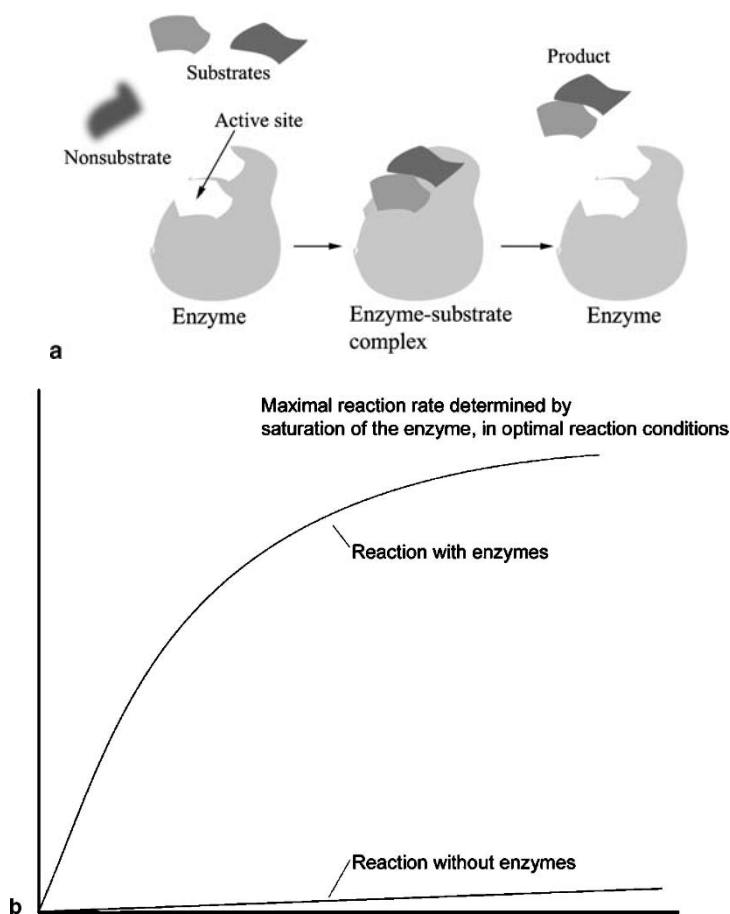 Substrates
Product
Active site
Nonsubstrate
Enzyme
Enzyme-substrate
complex
Enzyme
a
Maximal reaction rate determined by
saturation of the enzyme, in optimal reaction conditions
Reaction with enzymes
Reaction without enzymes
b